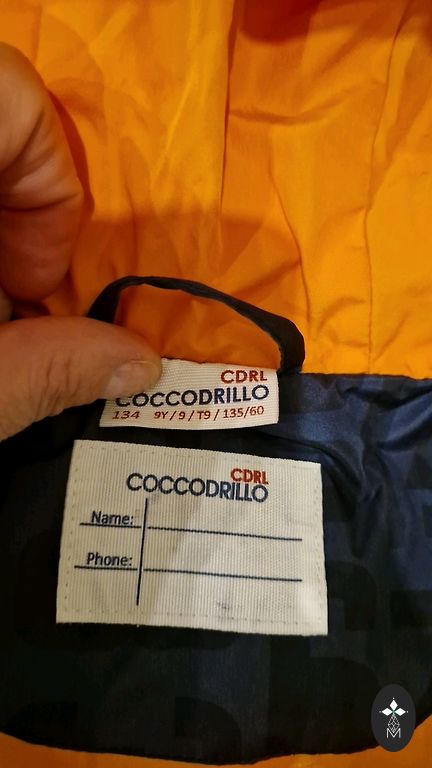 CDRL
COCCODRILLO
134 9Y / 9 / T9 / 135/60
CDRL
COCCODRILLO
Name:
Phone:
M